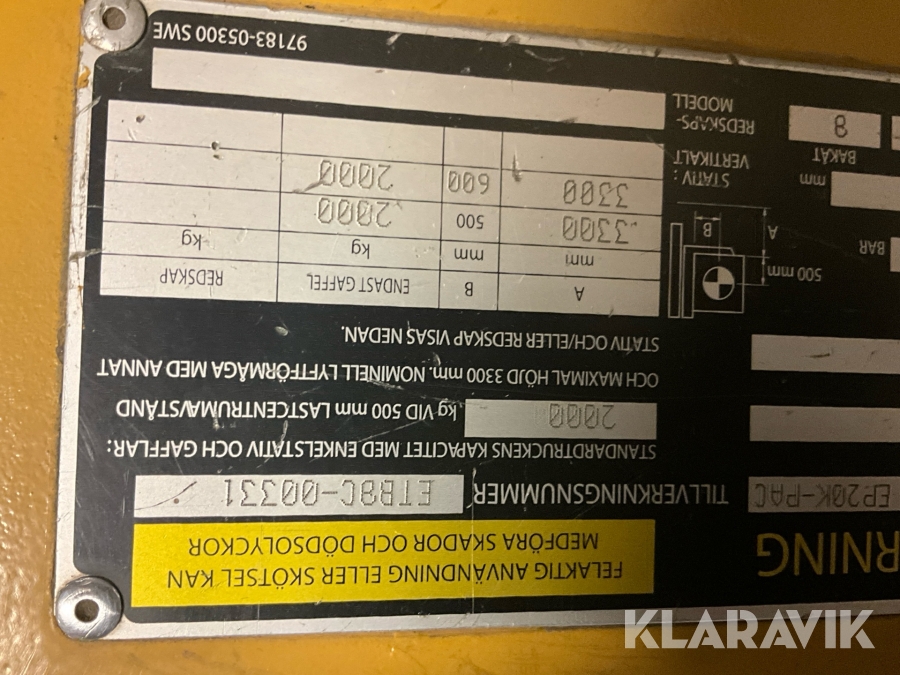 RNING
FELAKTIG ANVÄNDNING ELLER SKÖTSEL KAN
MEDFÖRA SKADOR OCH DÖDSOLYCKOR
EP20K-PAC
TILLVERKNINGSNUMMER ETB8C-00331
STANDARDTRUCKENS KAPACITET MED ENKELSTATIV OCH GAFFLAR:
2000 kg VID 500 mm LASTCENTRUMAVSTÅND
OCH MAXIMAL HÖJD 3300 mm. NOMINELL LYFTFÖRMÅGA MED ANNAT
STATIV OCH/ELLER REDSKAP VISAS NEDAN.
500 mm
A
B
A B ENDAST GAFFEL REDSKAP
mm mm kg kg
3300 500 2000
3300 600 2000
BAR
mm
STATIV:
VERTIKALT
BAKÅT
8
REDSKAPS-
MODELL
97183-05300 SWE
KLARAVIK